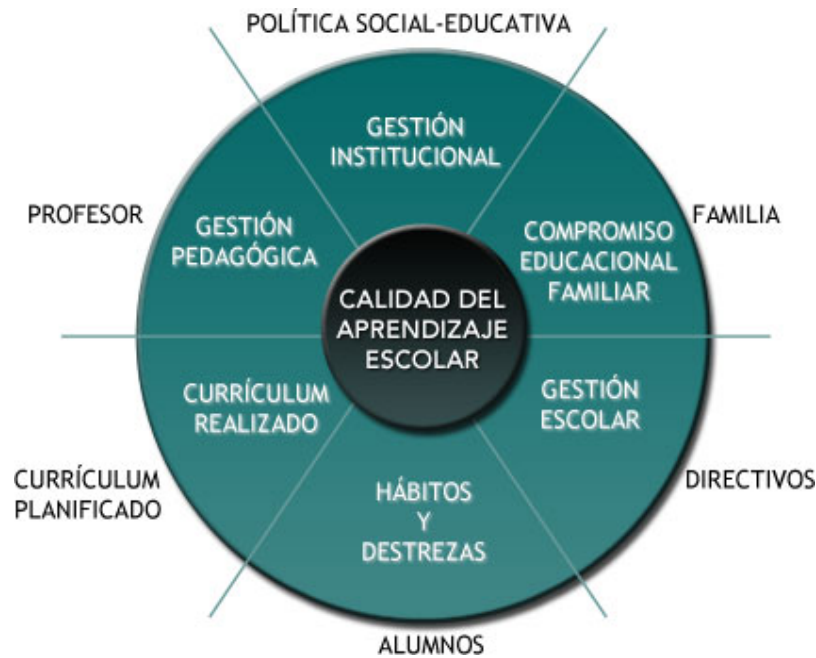 POLÍTICA SOCIAL-EDUCATIVA
GESTIÓN
INSTITUCIONAL
PROFESOR
GESTIÓN
PEDAGÓGICA
FAMILIA
COMPROMISO
EDUCACIONAL
FAMILIAR
CALIDAD DEL
APRENDIZAJE
ESCOLAR
CURRÍCULUM
REALIZADO
GESTIÓN
ESCOLAR
CURRÍCULUM
PLANIFICADO
HÁBITOS
Y
DESTREZAS
DIRECTIVOS
ALUMNOS